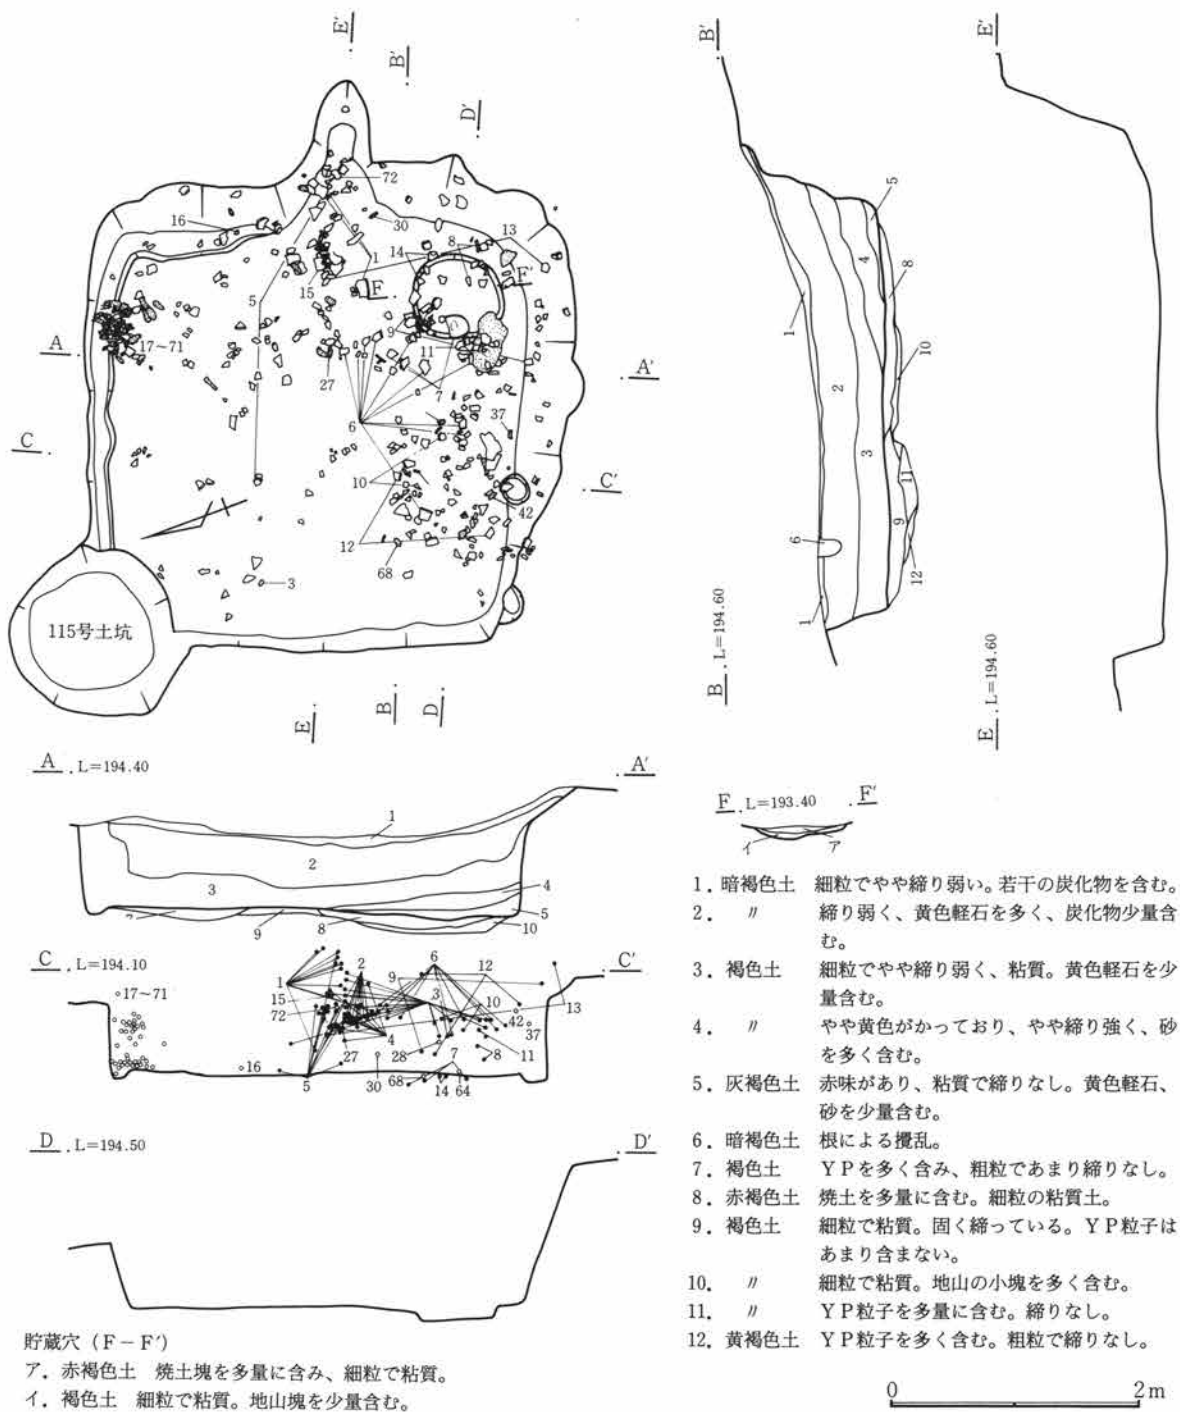 E′
B′
D′
72
16
30
8
13
14
1
F′
F
5
15
9
A
17〜71
11
A′
27
7
37
6
C
10
C′
42
12
68
3
115号土坑
E
B
D
B′
E′
1
5
4
8
1
10
2
3
11
6
9
12
1
B . L=194.60
E . L=194.60
A . L=194.40
A′
1
2
3
4
5
9
8
10
C . L=194.10
C′
17〜71
2
6
12
1
9
3
15
10
13
72
42
37
27
4
28
11
16
7
8
5
30
68
14
64
D . L=194.50
D′
F . L=193.40
F′
イ
ア
1．暗褐色土　細粒でやや締り弱い。若干の炭化物を含む。
2．　〃　　締り弱く、黄色軽石を多く、炭化物少量含
む。
3．褐色土　　細粒でやや締り弱く、粘質。黄色軽石を少
量含む。
4．　〃　　やや黄色がかっており、やや締り強く、砂
を多く含む。
5．灰褐色土　赤味があり、粘質で締りなし。黄色軽石、
砂を少量含む。
6．暗褐色土　根による攪乱。
7．褐色土　　ＹＰを多く含み、粗粒であまり締りなし。
8．赤褐色土　焼土を多量に含む。細粒の粘質土。
9．褐色土　　細粒で粘質。固く締っている。ＹＰ粒子は
あまり含まない。
10．　〃　　細粒で粘質。地山の小塊を多く含む。
11．　〃　　ＹＰ粒子を多量に含む。締りなし。
12．黄褐色土　ＹＰ粒子を多く含む。粗粒で締りなし。
貯蔵穴（F－F′）
ア．赤褐色土　焼土塊を多量に含み、細粒で粘質。
イ．褐色土　細粒で粘質。地山塊を少量含む。
0　2m